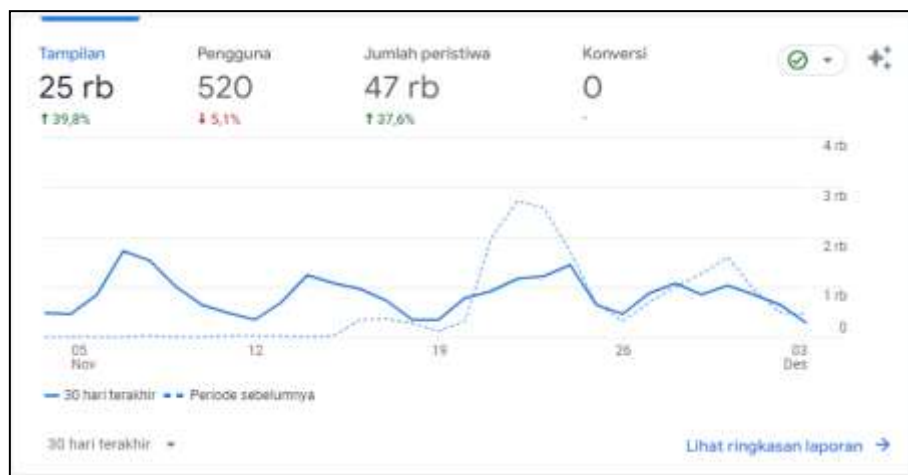 Tampilan Pengguna Jumlah peristiwa Konversi
25 rb 520 47 rb 0
↑ 39,8% ↓ 5,1% ↑ 37,6% -
4 rb
3 rb
2 rb
1 rb
0
05 12 19 26 03
Nov Des
30 hari terakhir Periode sebelumnya
30 hari terakhir Lihat ringkasan laporan →